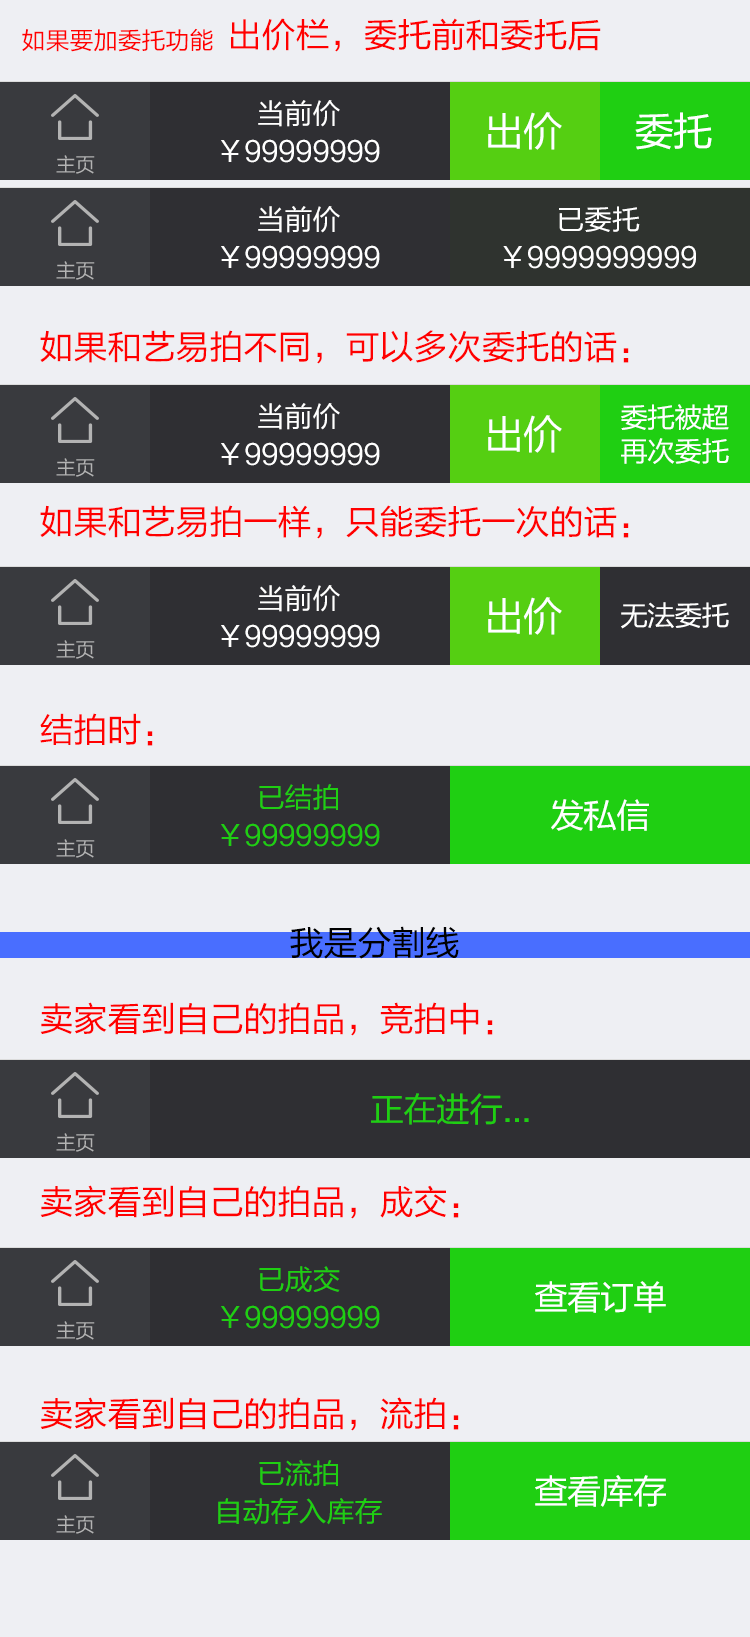 如果要加委托功能 出价栏，委托前和委托后
当前价
￥99999999
出价
委托
主页
当前价
￥99999999
已委托
￥9999999999
主页
如果和艺易拍不同，可以多次委托的话：
当前价
￥99999999
出价
委托被超
再次委托
主页
如果和艺易拍一样，只能委托一次的话：
当前价
￥99999999
出价
无法委托
主页
结拍时：
已结拍
￥99999999
发私信
主页
我是分割线
卖家看到自己的拍品，竞拍中：
正在进行...
主页
卖家看到自己的拍品，成交：
已成交
￥99999999
查看订单
主页
卖家看到自己的拍品，流拍：
已流拍
自动存入库存
查看库存
主页